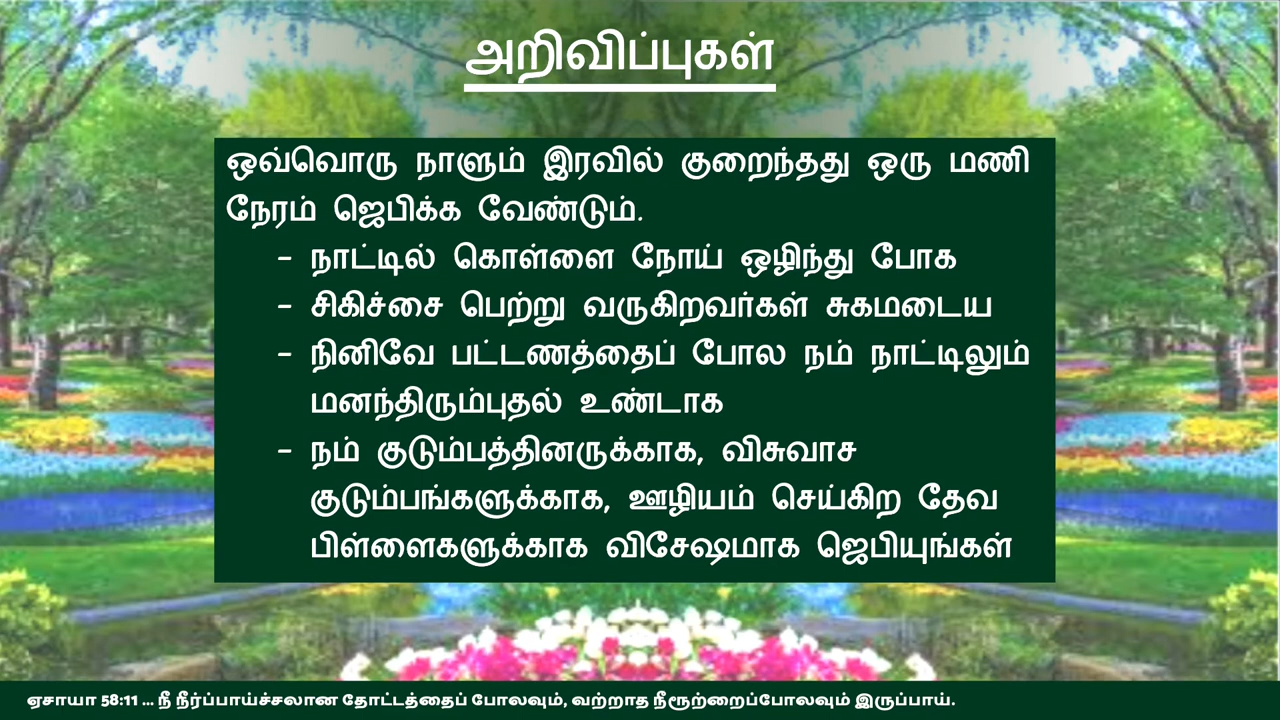 அறிவிப்புகள்
ஒவ்வொரு நாளும் இரவில் குறைந்தது ஒரு மணி
நேரம் ஜெபிக்க வேண்டும்.
- நாட்டில் கொள்ளை நோய் ஒழிந்து போக
- சிகிச்சை பெற்று வருகிறவர்கள் சுகமடைய
- நினிவே பட்டணத்தைப் போல நம் நாட்டிலும்
மனந்திரும்புதல் உண்டாக
- நம் குடும்பத்தினருக்காக, விசுவாச
குடும்பங்களுக்காக, ஊழியம் செய்கிற தேவ
பிள்ளைகளுக்காக விசேஷமாக ஜெபியுங்கள்
ஏசாயா 58:11 ... நீ நீர்ப்பாய்ச்சலான தோட்டத்தைப் போலவும், வற்றாத நீரூற்றைப்போலவும் இருப்பாய்.